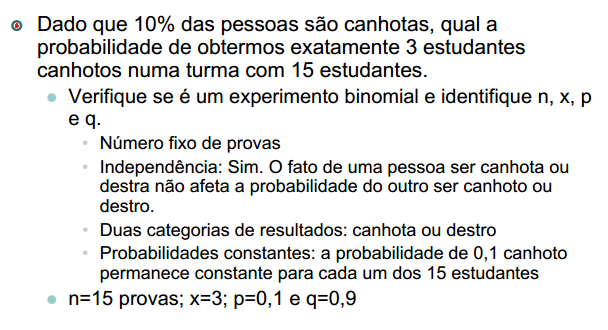 Dado que 10% das pessoas são canhotas, qual a
probabilidade de obtermos exatamente 3 estudantes
canhotos numa turma com 15 estudantes.
Verifique se é um experimento binomial e identifique n, x, p
e q.
Número fixo de provas
Independência: Sim. O fato de uma pessoa ser canhota ou
destra não afeta a probabilidade do outro ser canhoto ou
destro.
Duas categorias de resultados: canhota ou destro
Probabilidades constantes: a probabilidade de 0,1 canhoto
permanece constante para cada um dos 15 estudantes
n=15 provas; x=3; p=0,1 e q=0,9